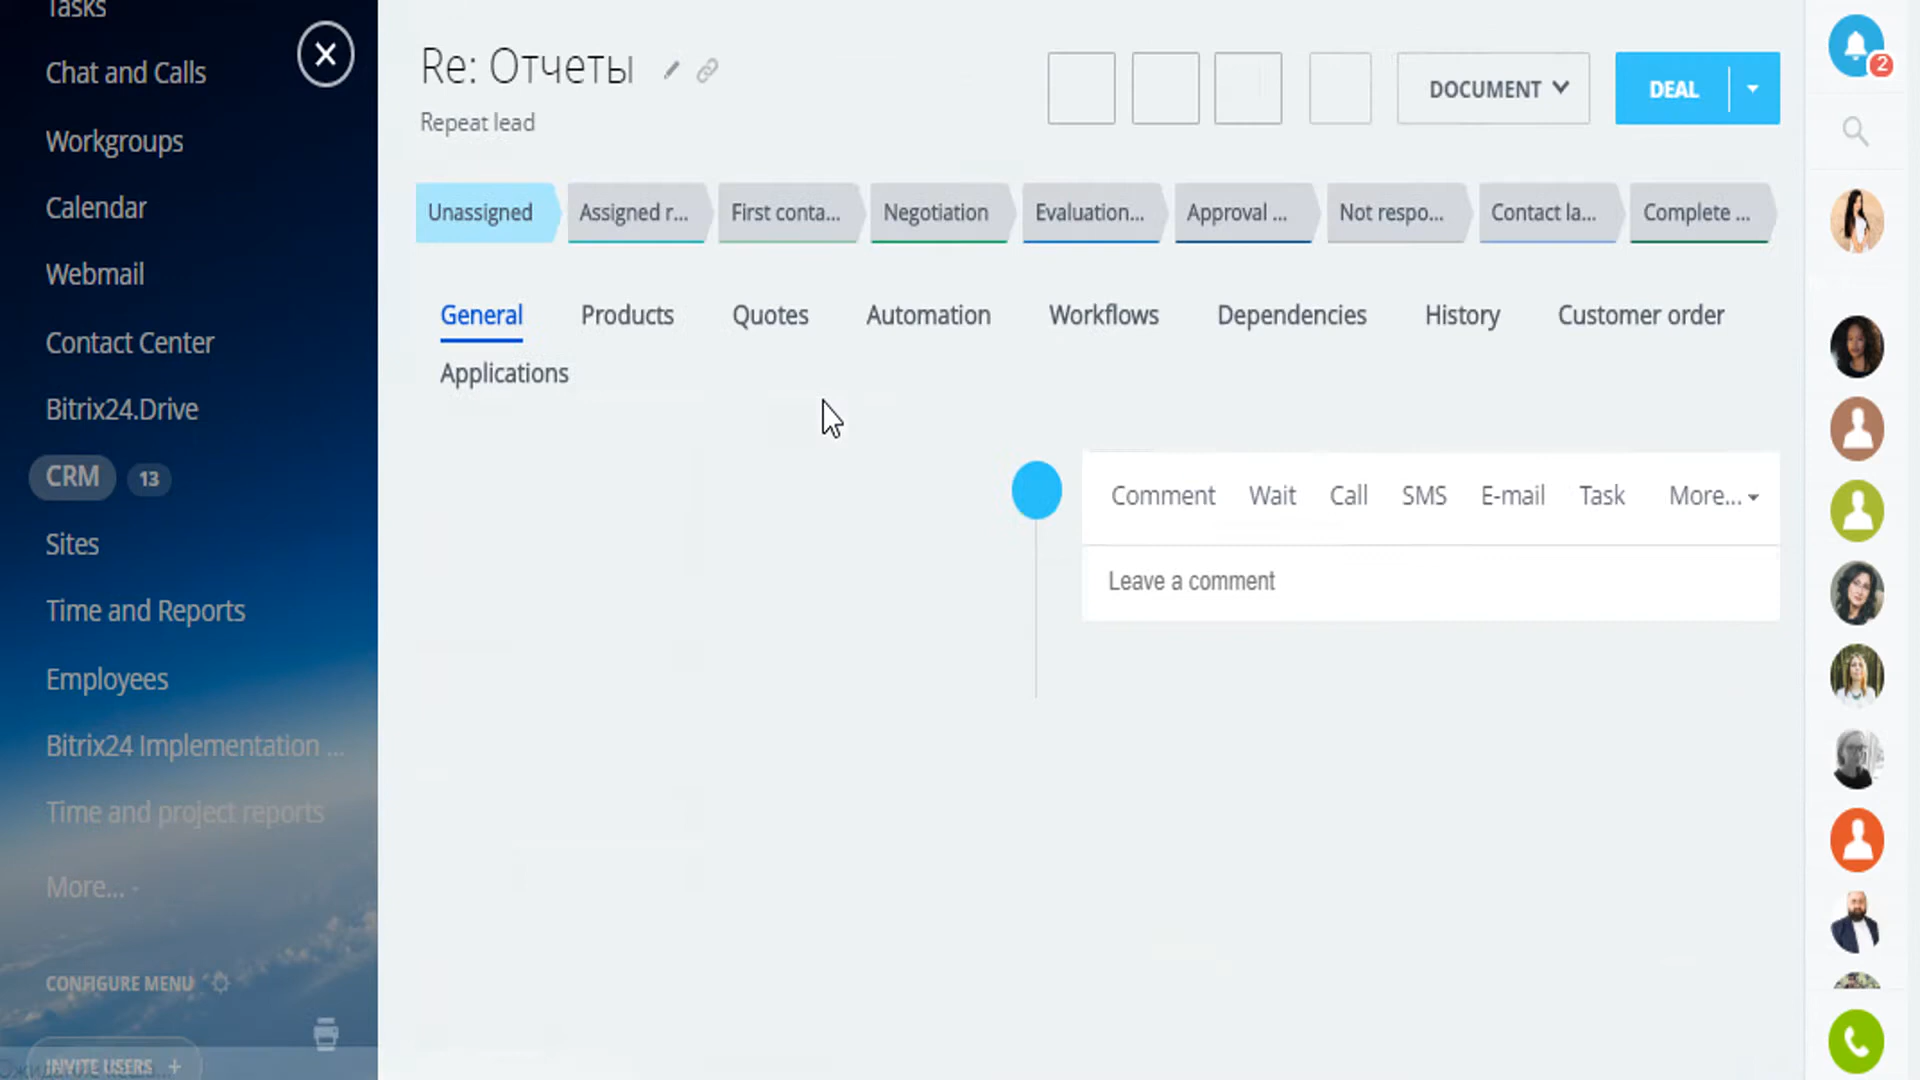 Tasks
Chat and Calls
Workgroups
Calendar
Webmail
Contact Center
Bitrix24.Drive
CRM 13
Sites
Time and Reports
Employees
Bitrix24 Implementation ...
Time and project reports
More... -
CONFIGURE MENU
INVITE USERS +
Re: Отчеты
Repeat lead
DOCUMENT
DEAL
Unassigned
Assigned r...
First conta...
Negotiation
Evaluation...
Approval ...
Not respo...
Contact la...
Complete ...
General
Products
Quotes
Automation
Workflows
Dependencies
History
Customer order
Applications
Comment
Wait
Call
SMS
E-mail
Task
More...
Leave a comment
2